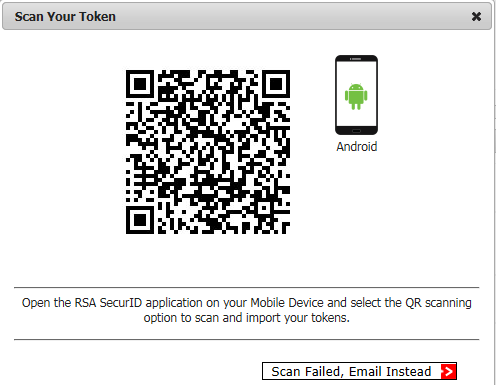 Scan Your Token
Android
Open the RSA SecurID application on your Mobile Device and select the QR scanning
option to scan and import your tokens.
Scan Failed, Email Instead